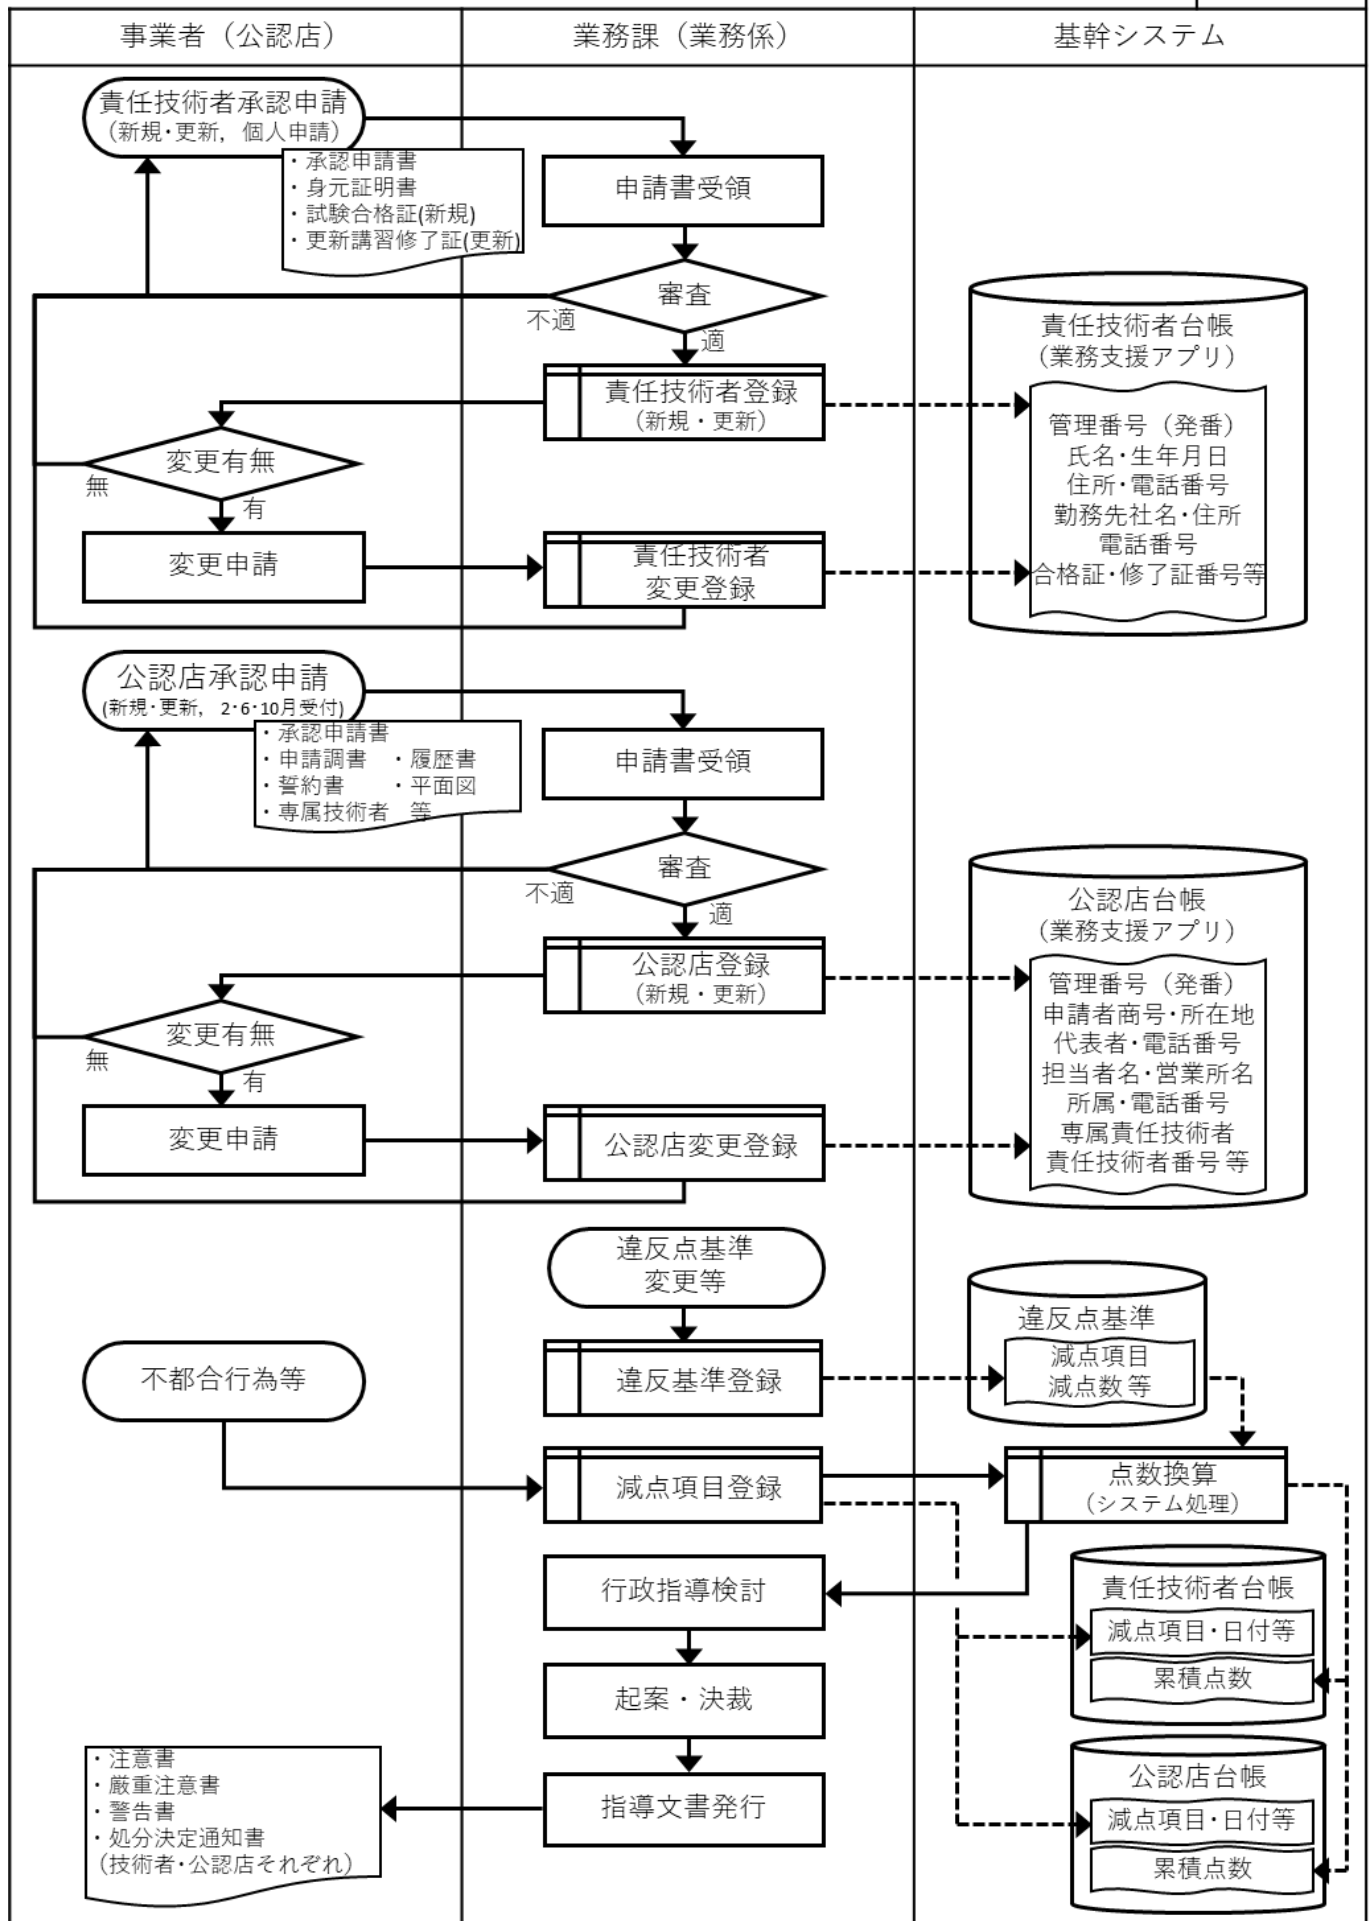 事業者（公認店）
業務課（業務係）
基幹システム
責任技術者承認申請
（新規・更新，個人申請）
・承認申請書
・身元証明書
・試験合格証(新規)
・更新講習修了証(更新)
申請書受領
審査
不適
適
責任技術者登録
（新規・更新）
変更有無
無
有
変更申請
責任技術者
変更登録
責任技術者台帳
（業務支援アプリ）
管理番号（発番）
氏名・生年月日
住所・電話番号
勤務先社名・住所
電話番号
合格証・修了証番号等
公認店承認申請
(新規・更新，2・6・10月受付)
・承認申請書
・申請調書　・履歴書
・誓約書　・平面図
・専属技術者　等
申請書受領
審査
不適
適
公認店登録
（新規・更新）
変更有無
無
有
変更申請
公認店変更登録
公認店台帳
（業務支援アプリ）
管理番号（発番）
申請者商号・所在地
代表者・電話番号
担当者名・営業所名
所属・電話番号
専属責任技術者
責任技術者番号 等
違反点基準
変更等
違反点基準
減点項目
減点数 等
不都合行為等
違反基準登録
減点項目登録
点数換算
（システム処理）
行政指導検討
責任技術者台帳
減点項目・日付等
累積点数
起案・決裁
公認店台帳
減点項目・日付等
累積点数
指導文書発行
・注意書
・厳重注意書
・警告書
・処分決定通知書
（技術者・公認店それぞれ）